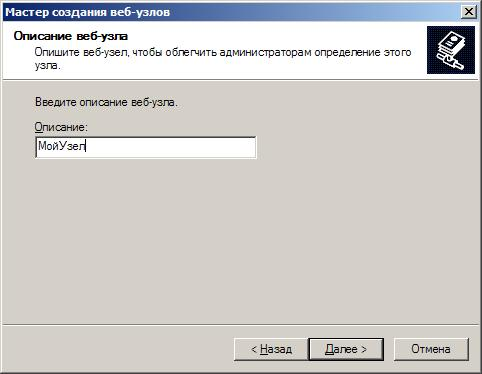 Мастер создания веб-узлов
Описание веб-узла
Опишите веб-узел, чтобы облегчить администраторам определение этого
узла.
Введите описание веб-узла.
Описание:
МойУзел
< Назад
Далее >
Отмена